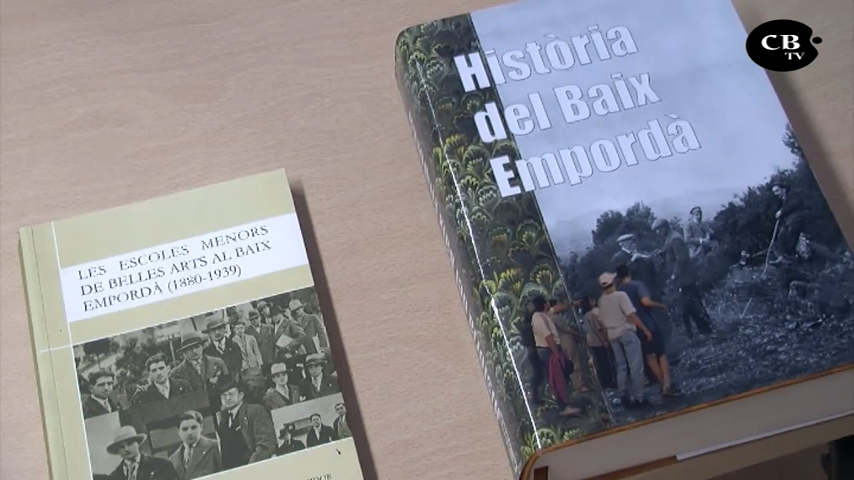 LES ESCOLES MENORS
DE BELLES ARTS AL BAIX
EMPORDÀ (1880-1939)
Història
del Baix
Empordà
CB
TV